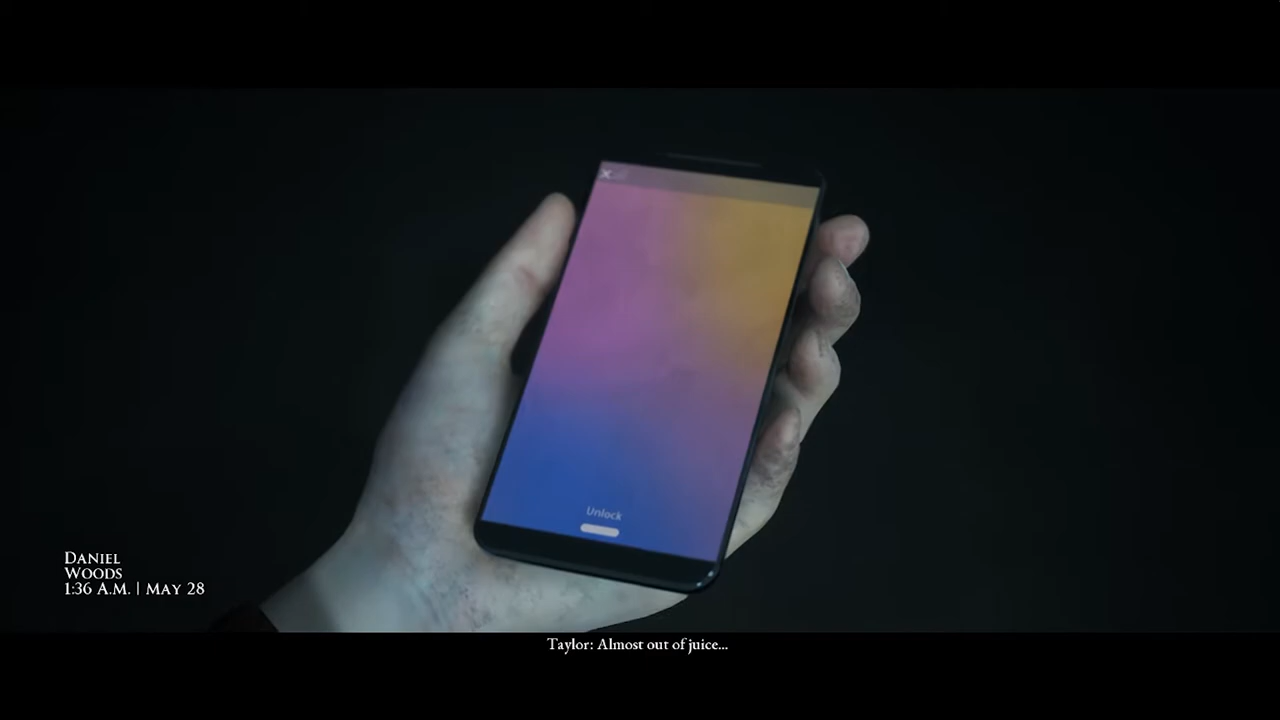 Unlock
DANIEL
WOODS
1:36 A.M. | MAY 28
Taylor: Almost out of juice...